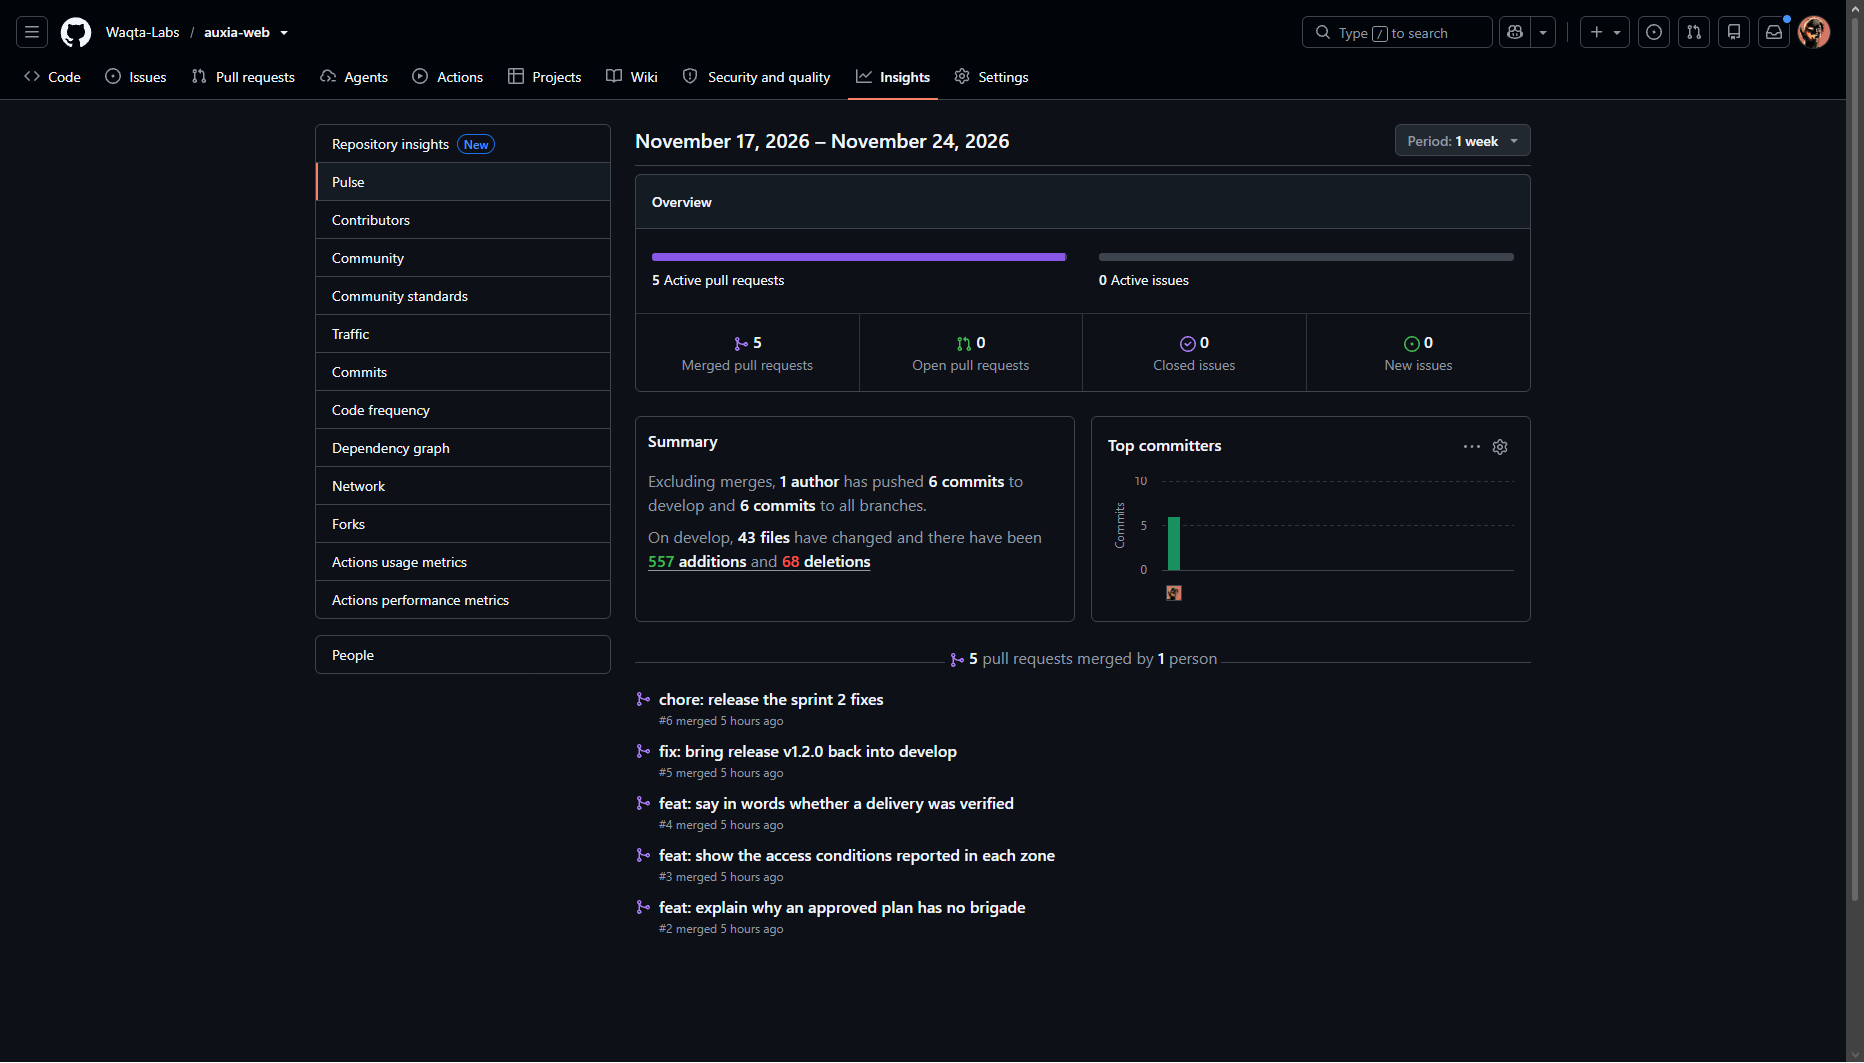 Waqta-Labs / auxia-web
Type / to search
Code
Issues
Pull requests
Agents
Actions
Projects
Wiki
Security and quality
Insights
Settings
Repository insights New
Pulse
Contributors
Community
Community standards
Traffic
Commits
Code frequency
Dependency graph
Network
Forks
Actions usage metrics
Actions performance metrics
People
November 17, 2026 – November 24, 2026
Period: 1 week
Overview
5 Active pull requests
0 Active issues
5
Merged pull requests
0
Open pull requests
0
Closed issues
0
New issues
Summary
Excluding merges, 1 author has pushed 6 commits to
develop and 6 commits to all branches.
On develop, 43 files have changed and there have been
557 additions and 68 deletions
Top committers
10
5
0
Commits
5 pull requests merged by 1 person
chore: release the sprint 2 fixes
#6 merged 5 hours ago
fix: bring release v1.2.0 back into develop
#5 merged 5 hours ago
feat: say in words whether a delivery was verified
#4 merged 5 hours ago
feat: show the access conditions reported in each zone
#3 merged 5 hours ago
feat: explain why an approved plan has no brigade
#2 merged 5 hours ago